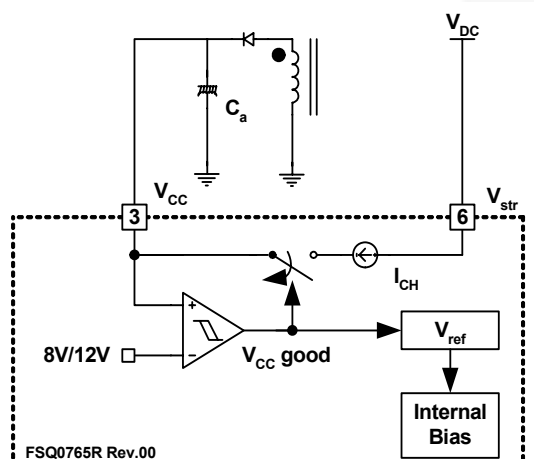 V_DC
C_a
V_CC
V_str
3
6
I_CH
+
-
8V/12V
V_CC good
V_ref
Internal
Bias
FSQ0765R Rev.00